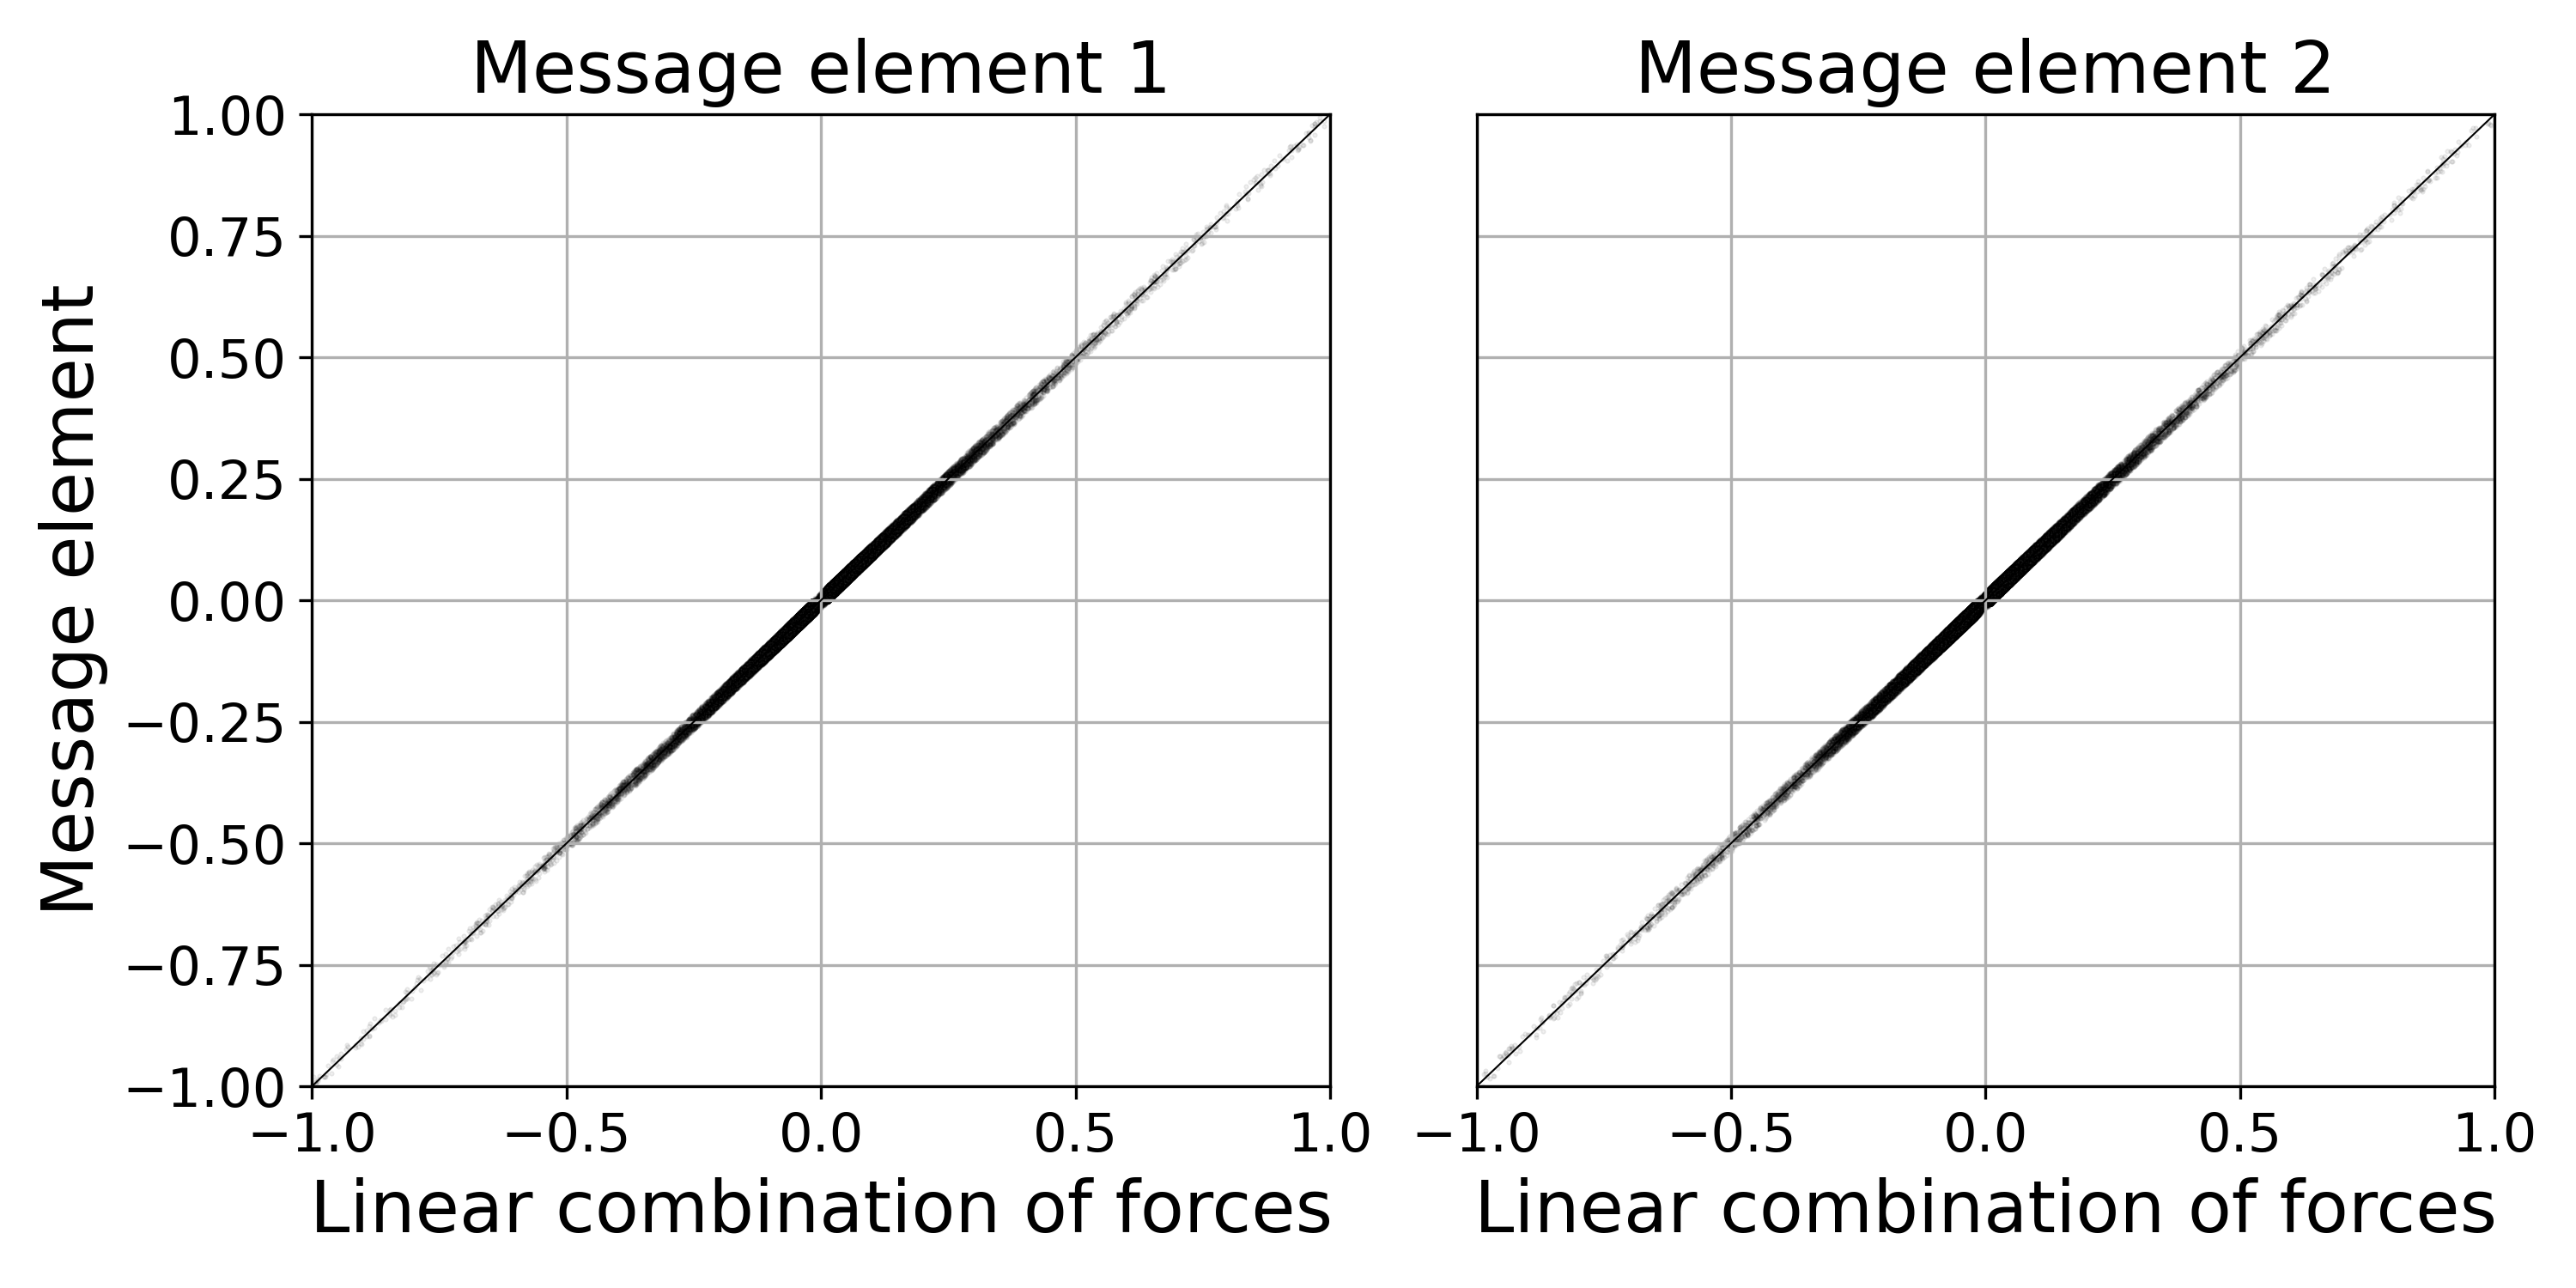 Message element 1
Message element 2
Message element
1.00
0.75
0.50
0.25
0.00
−0.25
−0.50
−0.75
−1.00
−1.0 −0.5 0.0 0.5 1.0
−1.0 −0.5 0.0 0.5 1.0
Linear combination of forces
Linear combination of forces